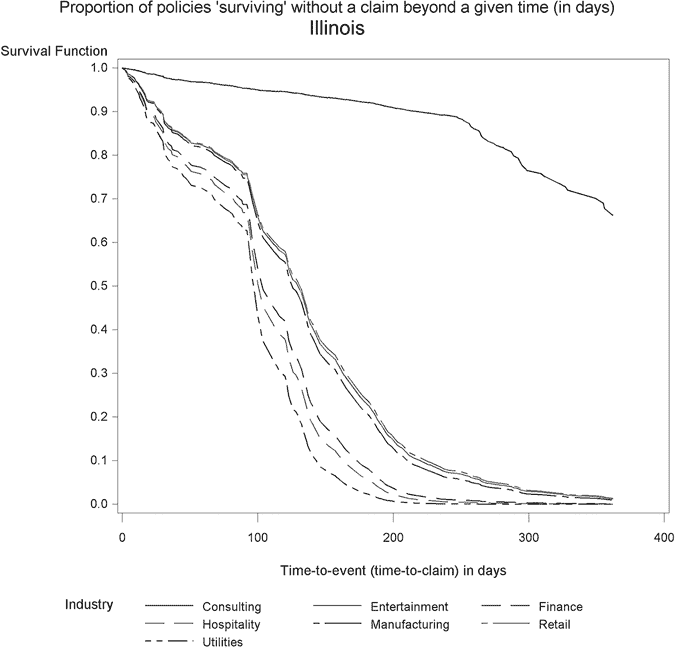 Proportion of policies 'surviving' without a claim beyond a given time (in days)
Illinois
Survival Function
1.0
0.9
0.8
0.7
0.6
0.5
0.4
0.3
0.2
0.1
0.0
0 100 200 300 400
Time-to-event (time-to-claim) in days
Industry Consulting Entertainment Finance
Hospitality Manufacturing Retail
Utilities